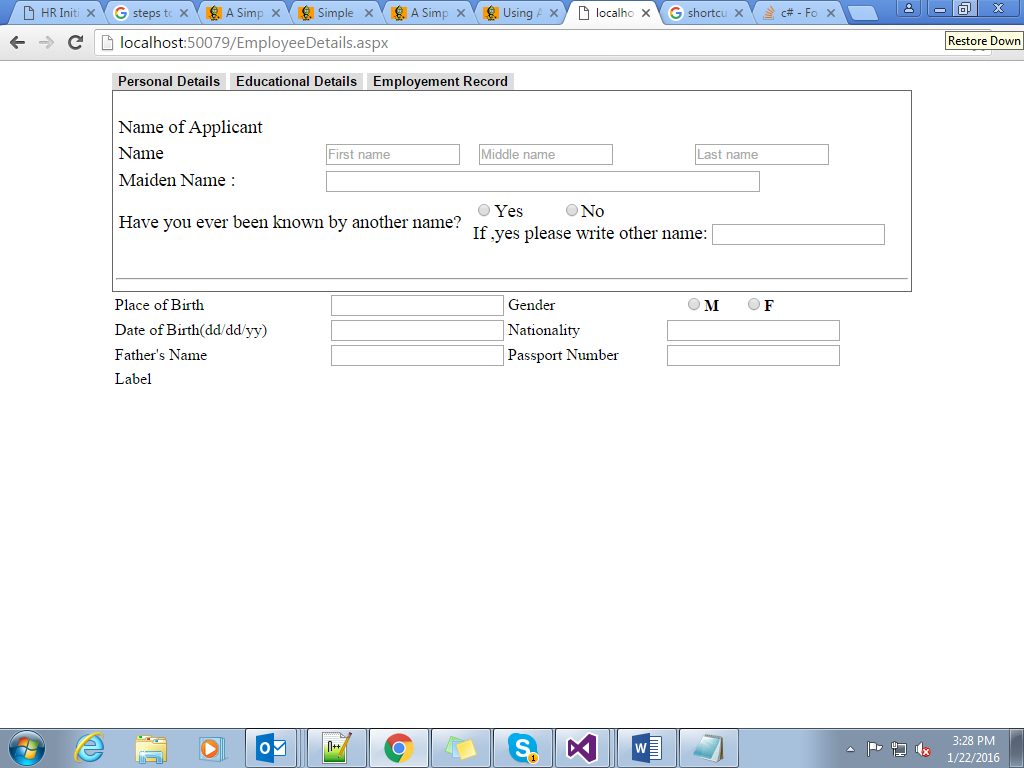 HR Initi steps to A Simp Simple A Simp Using A localho shortcu c# - Fo
localhost:50079/EmployeeDetails.aspx
Restore Down
Personal Details Educational Details Employement Record
Name of Applicant
Name First name Middle name Last name
Maiden Name :
Have you ever been known by another name? Yes No
If ,yes please write other name:
Place of Birth Gender M F
Date of Birth(dd/dd/yy) Nationality
Father's Name Passport Number
Label
3:28 PM
1/22/2016